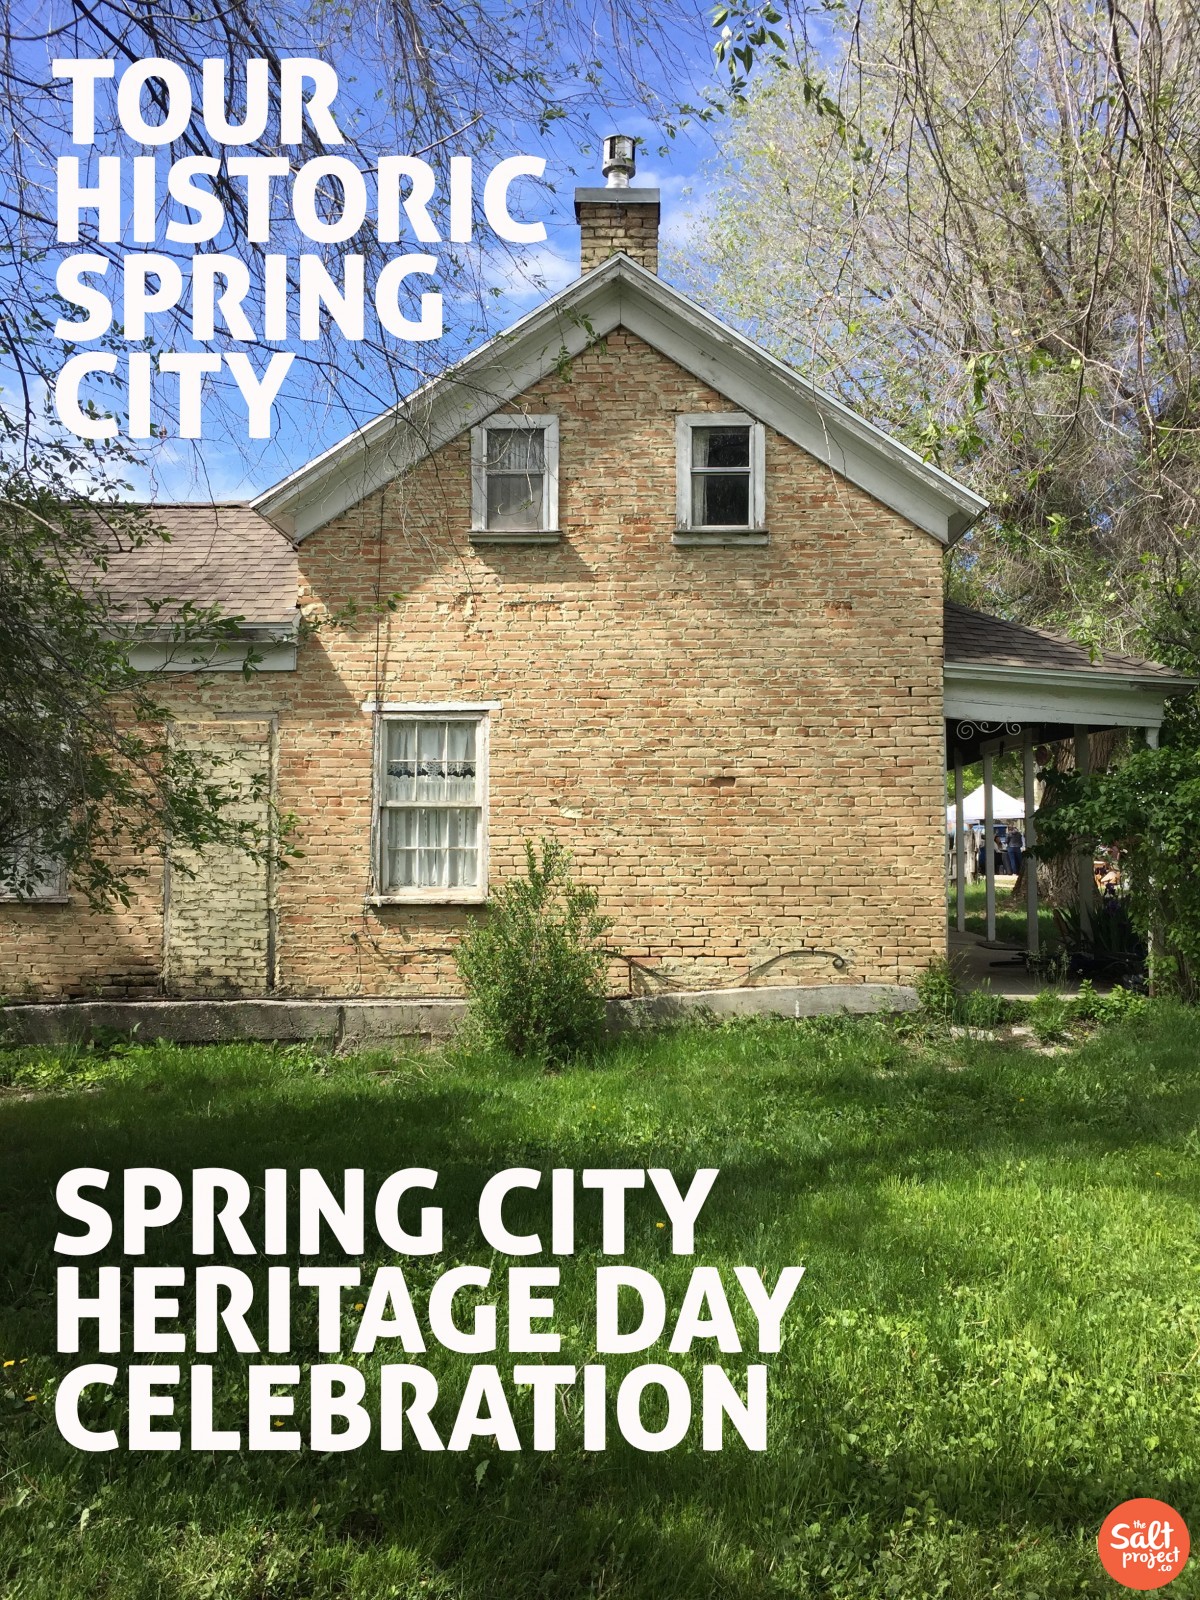 TOUR
HISTORIC
SPRING
CITY
SPRING CITY
HERITAGE DAY
CELEBRATION
the
Salt
project
.co